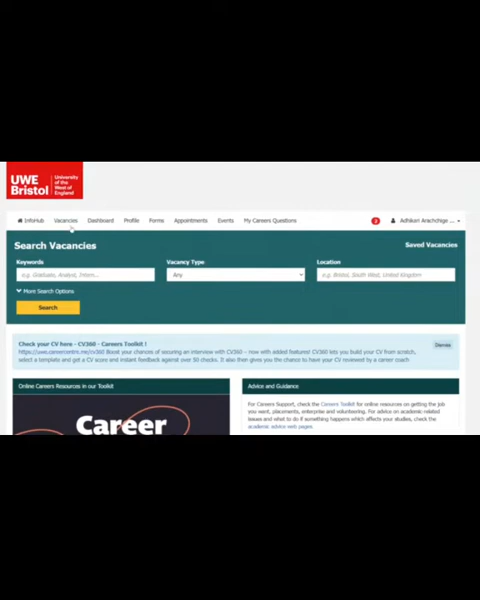 UWE Bristol
University of the West of England
InfoHub Vacancies Dashboard Profile Forms Appointments Events My Careers Questions Adhikari Arachchige ...
Search Vacancies Saved Vacancies
Keywords Vacancy Type Location
e.g. Graduate, Analyst, Intern... Any e.g. Bristol, South West, United Kingdom
More Search Options
Search
Check your CV here - CV360 - Careers Toolkit ! Dismiss
https://uwe.careercentre.me/cv360 Boost your chances of securing an interview with CV360 - now with added features! CV360 lets you build your CV from scratch,
select a template and get a CV score and instant feedback against over 50 checks. It also then gives you the chance to have your CV reviewed by a career coach
Online Careers Resources in our Toolkit Advice and Guidance
Career
For Careers Support, check the Careers Toolkit for online resources on getting the job
you want, placements, enterprise and volunteering. For advice on academic related
issues and what to do if something happens which affects your studies, check the
academic advice web pages.